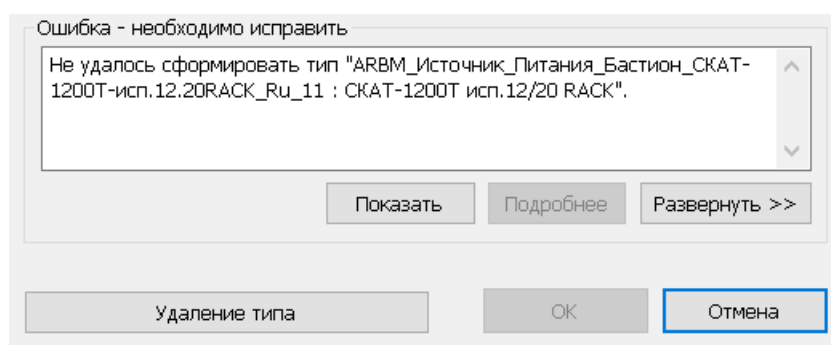 Ошибка - необходимо исправить
Не удалось сформировать тип "ARBM_Источник_Питания_Бастион_СКАТ-
1200Т-исп.12.20RACK_Ru_11 : СКАТ-1200Т исп.12/20 RACK".
Показать Подробнее Развернуть >>
Удаление типа ОК Отмена